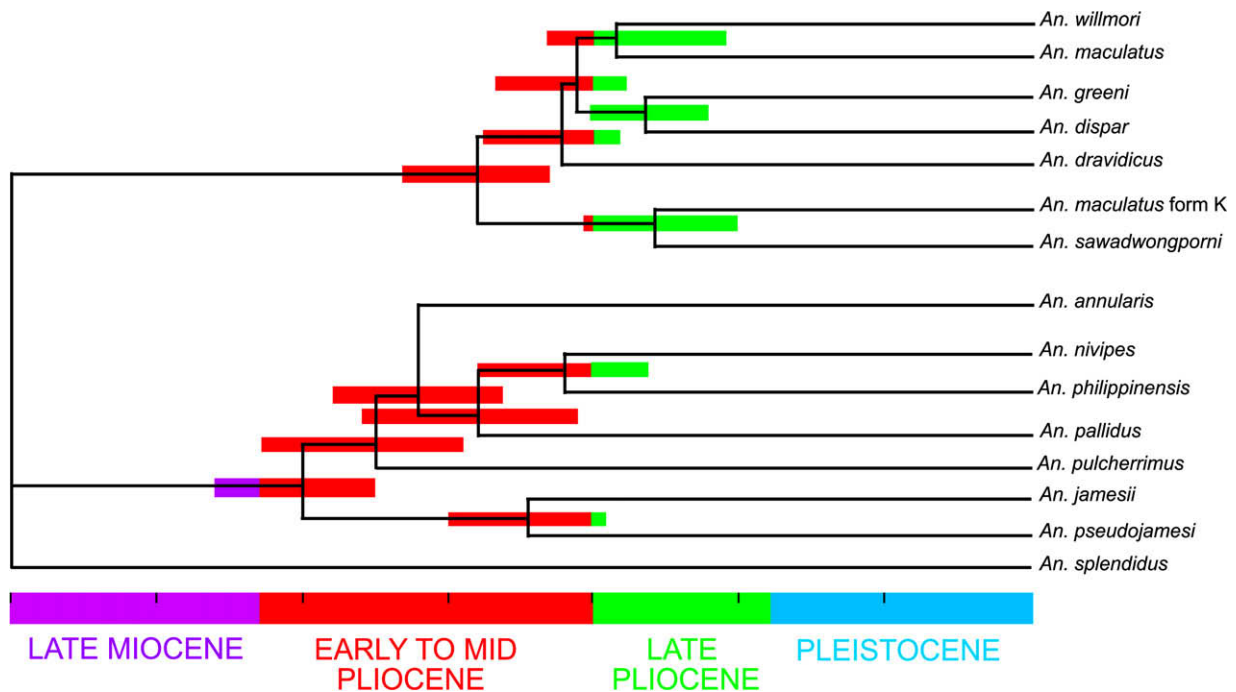 An. willmori
An. maculatus
An. greeni
An. dispar
An. dravidicus
An. maculatus form K
An. sawadwongporni
An. annularis
An. nivipes
An. philippinensis
An. pallidus
An. pulcherrimus
An. jamesii
An. pseudojamesi
An. splendidus
LATE MIOCENE
EARLY TO MID
PLIOCENE
LATE
PLIOCENE
PLEISTOCENE